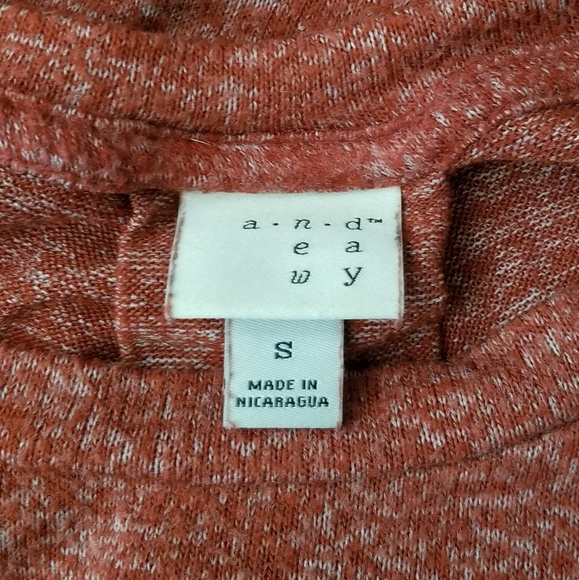 a · n · d™
e a
w y
S
MADE IN
NICARAGUA